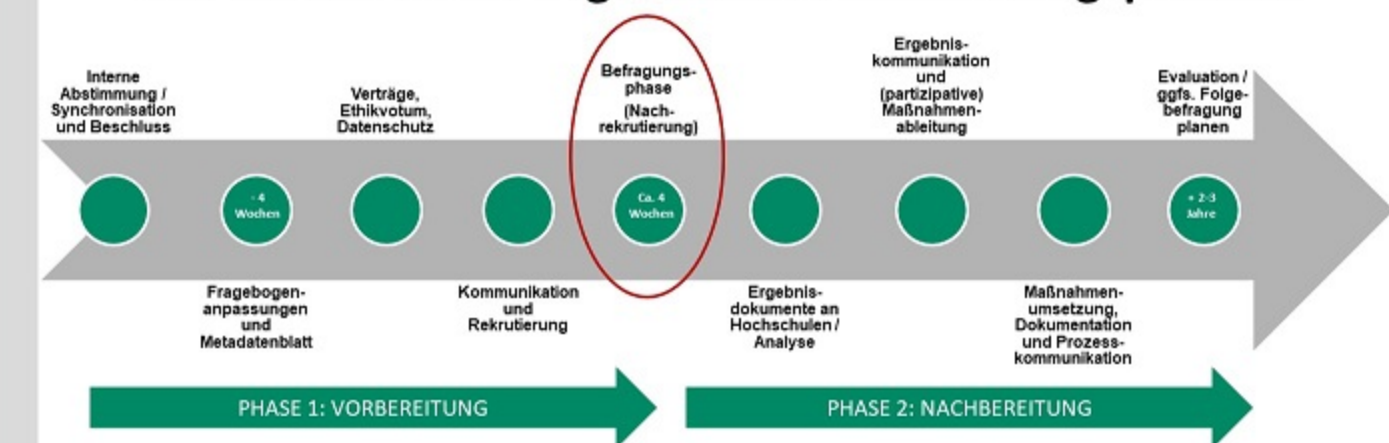 Interne
Abstimmung /
Synchronisation
und Beschluss
- 4
Wochen
Fragebogen-
anpassungen
und
Metadatenblatt
Verträge,
Ethikvotum,
Datenschutz
Kommunikation
und
Rekrutierung
Befragungs-
phase
(Nach-
rekrutierung)
Ca. 4
Wochen
Ergebnis-
dokumente an
Hochschulen /
Analyse
Ergebnis-
kommunikation
und
(partizipative)
Maßnahmen-
ableitung
Maßnahmen-
umsetzung,
Dokumentation
und Prozess-
kommunikation
Evaluation /
ggfs. Folge-
befragung
planen
+ 2-3
Jahre
PHASE 1: VORBEREITUNG
PHASE 2: NACHBEREITUNG